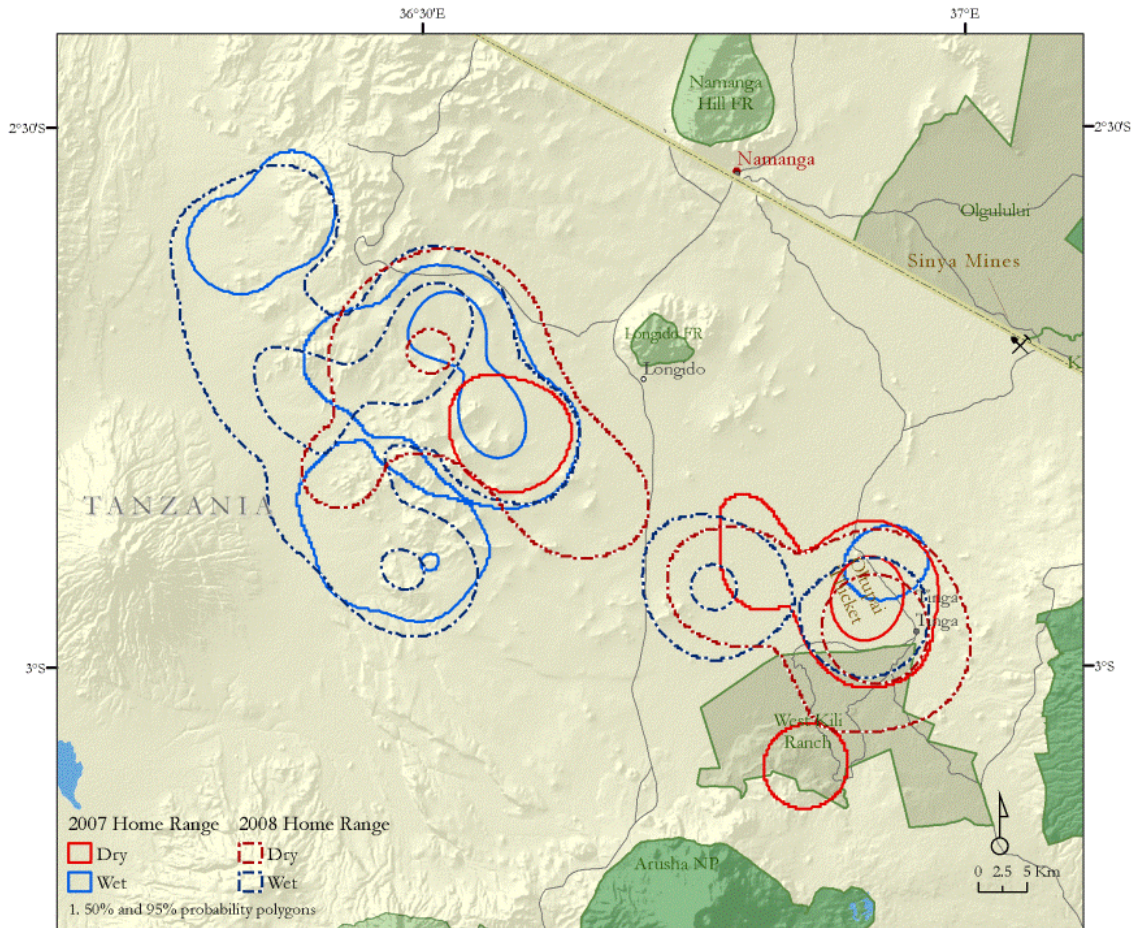 36°30'E
37°E
Namanga
Hill FR
2°30'S
2°30'S
Namanga
Olgulului
Sinya Mines
Longido FR
K
Longido
TANZANIA
Oltupai
Thicket
Tinga
Tinga
3°S
3°S
West Kili
Ranch
2007 Home Range
2008 Home Range
Dry
Dry
Wet
Wet
1. 50% and 95% probability polygons
Arusha NP
0 2.5 5 Km